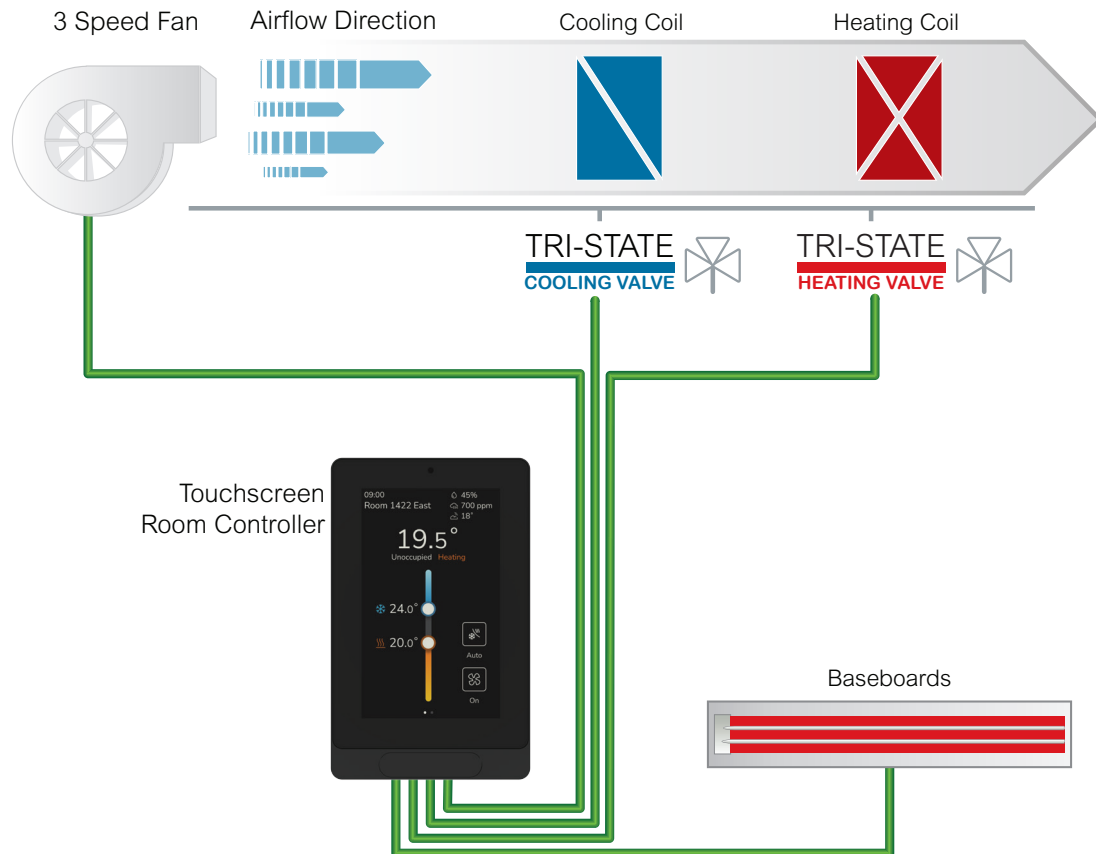 3 Speed Fan
Airflow Direction
Cooling Coil
Heating Coil
TRI-STATE
COOLING VALVE
TRI-STATE
HEATING VALVE
Touchscreen
Room Controller
09:00
Room 1422 East
45%
700 ppm
18°
19.5°
Unoccupied Heating
24.0°
20.0°
Auto
On
Baseboards